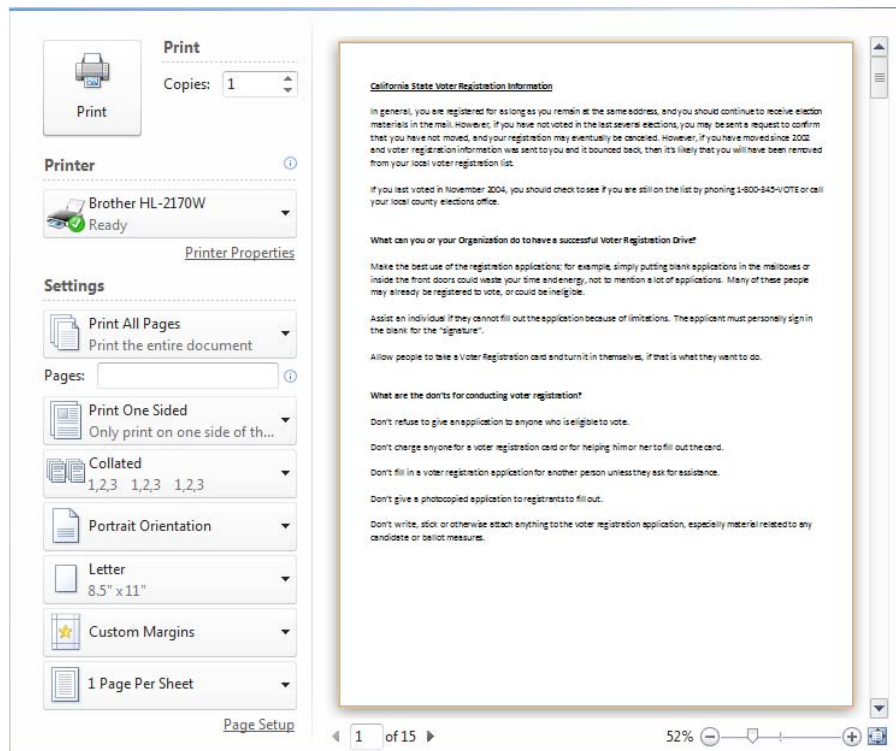 Print
Copies: 1
Print
Printer
Brother HL-2170W
Ready
Printer Properties
Settings
Print All Pages
Print the entire document
Pages:
Print One Sided
Only print on one side of th...
Collated
1,2,3 1,2,3 1,2,3
Portrait Orientation
Letter
8.5" x 11"
Custom Margins
1 Page Per Sheet
Page Setup
California State Voter Registration Information
In general, you are registered for as long as you remain at the same address, and you should continue to receive election
materials in the mail. However, if you have not voted in the last several elections, you may be sent a request to confirm
that you have not moved, and your registration may eventually be canceled. However, if you have moved since 2002
and voter registration information was sent to you and it bounced back, then it's likely that you will have been removed
from your local voter registration list.
If you last voted in November 2004, you should check to see if you are still on the list by phoning 1-800-345-VOTE or call
your local county elections office.
What can you or your Organization do to have a successful Voter Registration Drive?
Make the best use of the registration applications; for example, simply putting blank applications in the mailboxes or
inside the front doors could waste your time and energy, not to mention a lot of applications. Many of these people
may already be registered to vote, or could be ineligible.
Assist an individual if they cannot fill out the application because of limitations. The applicant must personally sign in
the blank for the "signature".
Allow people to take a Voter Registration card and turn it in themselves, if that is what they want to do.
What are the don'ts for conducting voter registration?
Don't refuse to give an application to anyone who is eligible to vote.
Don't charge anyone for a voter registration card or for helping him or her to fill out the card.
Don't fill in a voter registration application for another person unless they ask for assistance.
Don't give a photocopied application to registrants to fill out.
Don't write, stick or otherwise attach anything to the voter registration application, especially material related to any
candidate or ballot measures.
1 of 15
52%